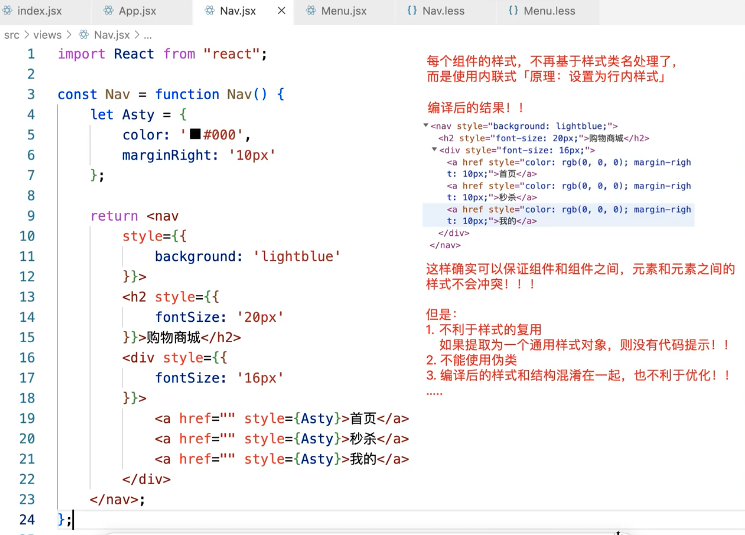 index.jsx
App.jsx
Nav.jsx
Menu.jsx
Nav.less
Menu.less
src > views > Nav.jsx > ...
1 import React from "react";
2
3 const Nav = function Nav() {
4 let Asty = {
5 color: '#000',
6 marginRight: '10px'
7 };
8
9 return <nav
10 style={{
11 background: 'lightblue'
12 }}>
13 <h2 style={{
14 fontSize: '20px'
15 }}>购物商城</h2>
16 <div style={{
17 fontSize: '16px'
18 }}>
19 <a href="" style={Asty}>首页</a>
20 <a href="" style={Asty}>秒杀</a>
21 <a href="" style={Asty}>我的</a>
22 </div>
23 </nav>;
24 };
每个组件的样式，不再基于样式类名处理了，
而是使用内联式「原理：设置为行内样式」
编译后的结果！！
<nav style="background: lightblue;">
<h2 style="font-size: 20px;">购物商城</h2>
<div style="font-size: 16px;">
<a href style="color: rgb(0, 0, 0); margin-righ
t: 10px;">首页</a>
<a href style="color: rgb(0, 0, 0); margin-righ
t: 10px;">秒杀</a>
<a href style="color: rgb(0, 0, 0); margin-righ
t: 10px;">我的</a>
</div>
</nav>
这样确实可以保证组件和组件之间，元素和元素之间的
样式不会冲突！！！
但是：
1. 不利于样式的复用
如果提取为一个通用样式对象，则没有代码提示！！
2. 不能使用伪类
3. 编译后的样式和结构混淆在一起，也不利于优化！！
.....